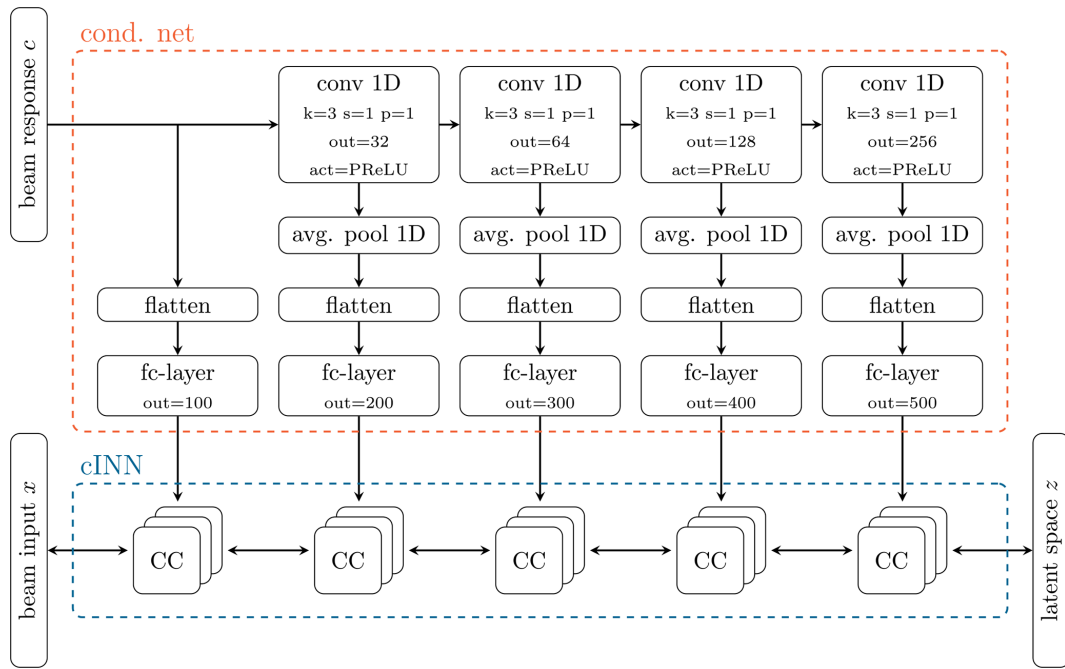 beam response c
cond. net
conv 1D
k=3 s=1 p=1
out=32
act=PReLU
conv 1D
k=3 s=1 p=1
out=64
act=PReLU
conv 1D
k=3 s=1 p=1
out=128
act=PReLU
conv 1D
k=3 s=1 p=1
out=256
act=PReLU
avg. pool 1D
avg. pool 1D
avg. pool 1D
avg. pool 1D
flatten
flatten
flatten
flatten
flatten
fc-layer
out=100
fc-layer
out=200
fc-layer
out=300
fc-layer
out=400
fc-layer
out=500
beam input x
cINN
CC
CC
CC
CC
CC
latent space z